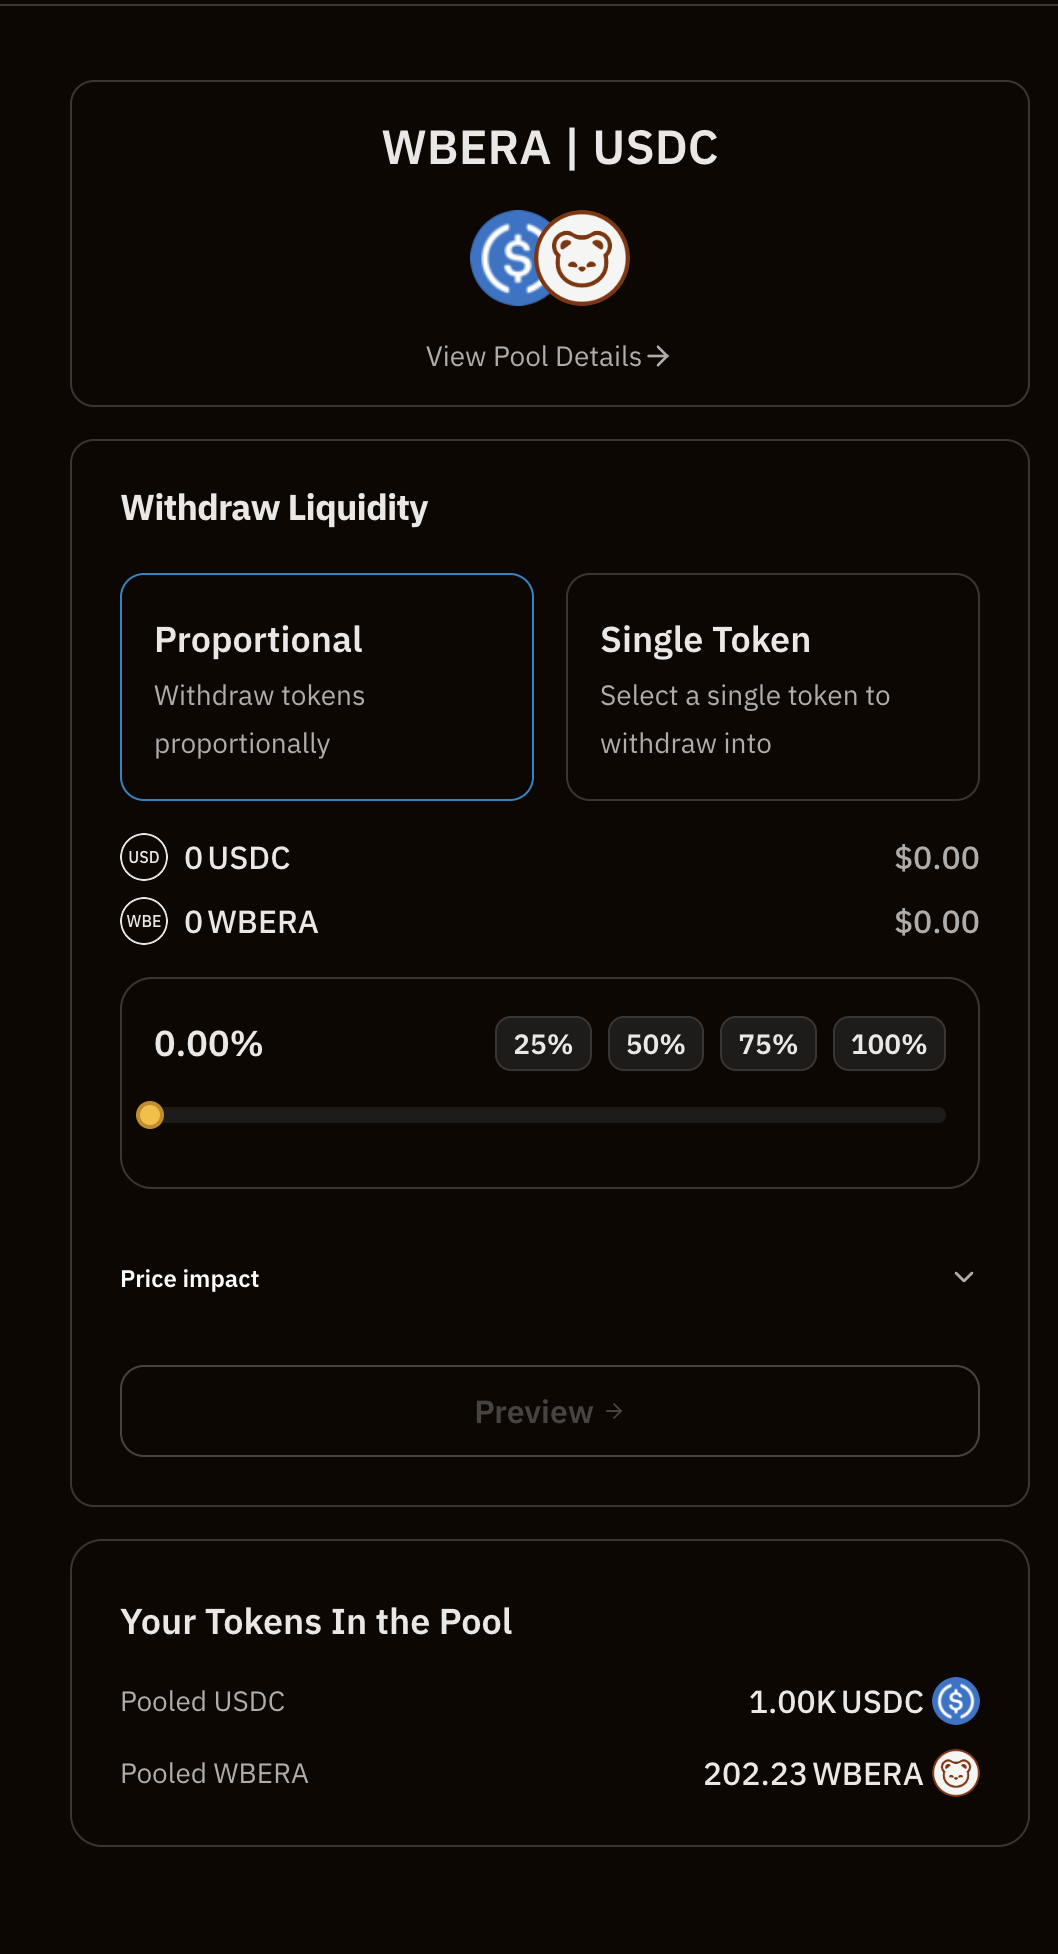 WBERA | USDC
View Pool Details
Withdraw Liquidity
Proportional
Withdraw tokens
proportionally
Single Token
Select a single token to
withdraw into
USD 0 USDC $0.00
WBE 0 WBERA $0.00
0.00% 25% 50% 75% 100%
Price impact
Preview
Your Tokens In the Pool
Pooled USDC 1.00K USDC
Pooled WBERA 202.23 WBERA